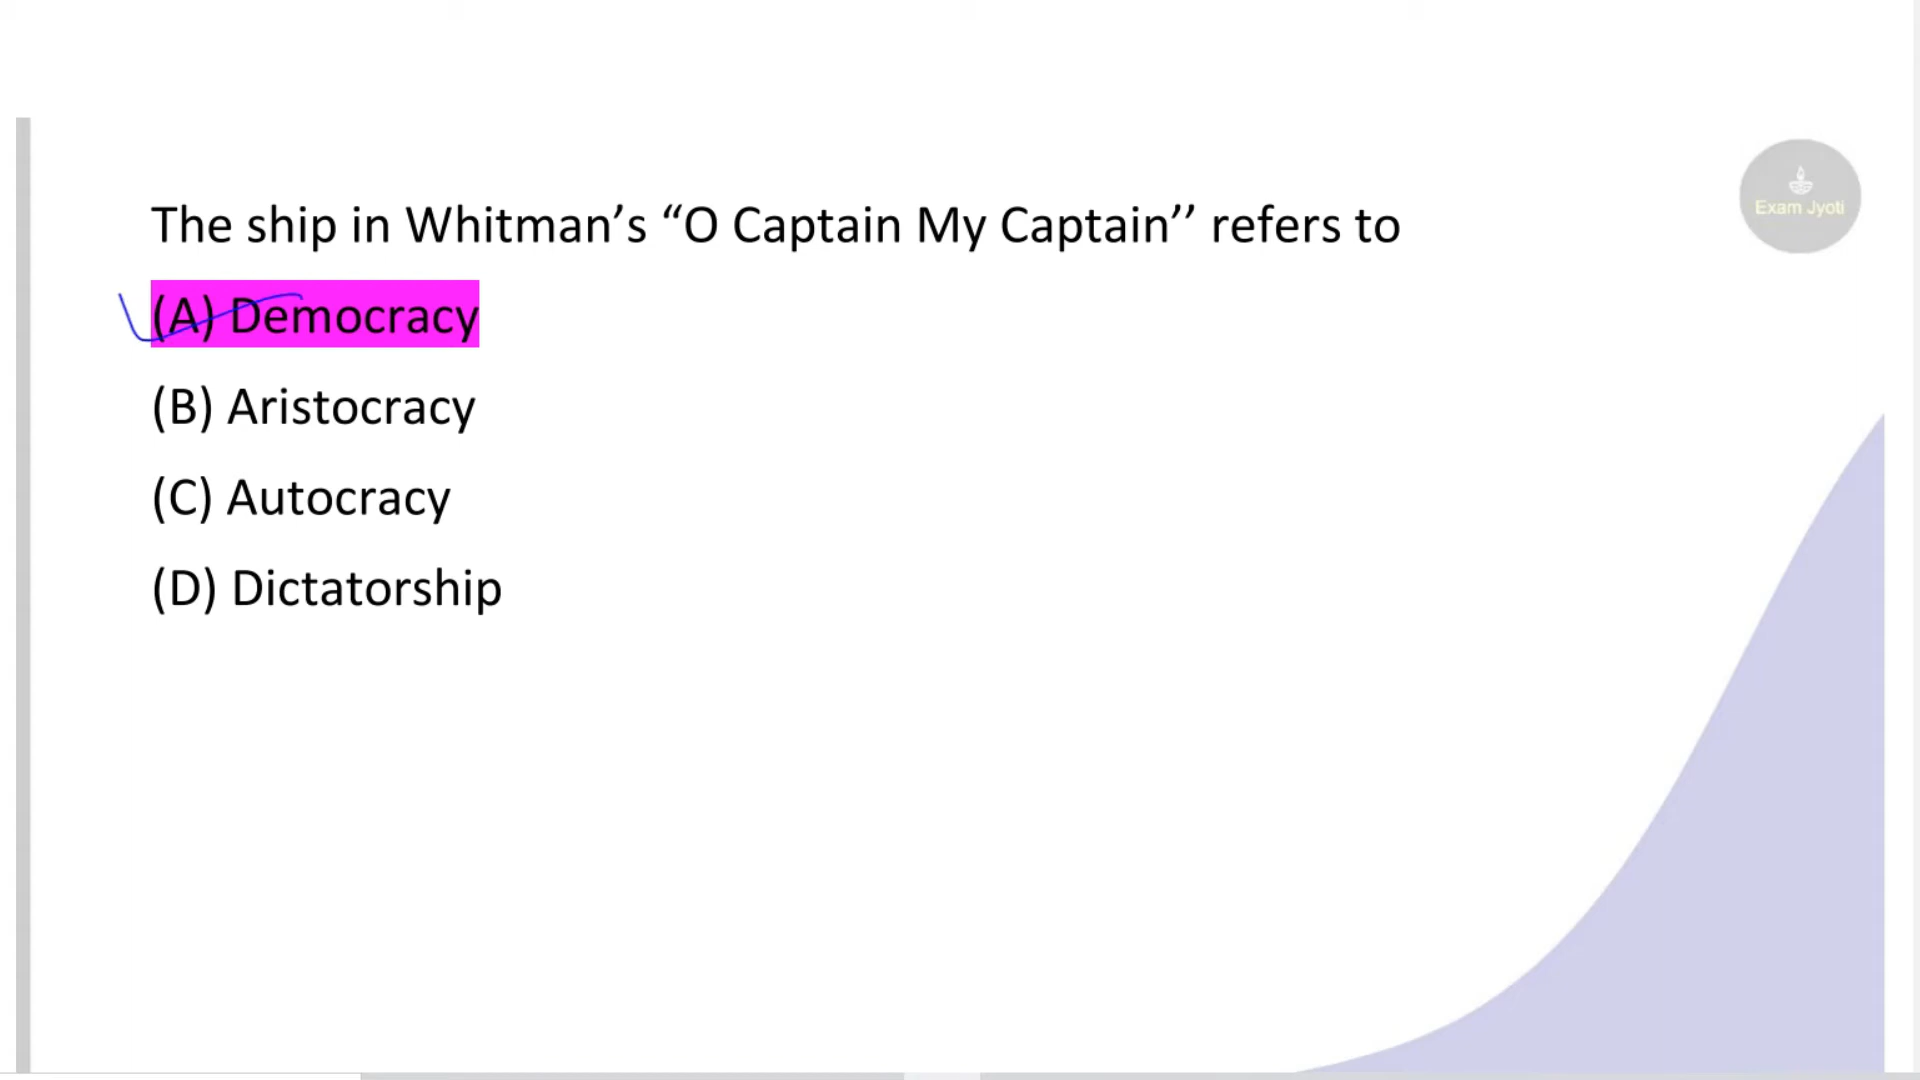 The ship in Whitman’s “O Captain My Captain’’ refers to
(A) Democracy
(B) Aristocracy
(C) Autocracy
(D) Dictatorship
Exam Jyoti